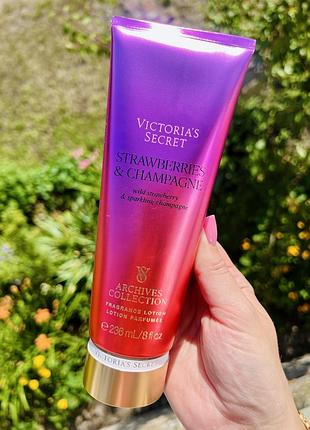 VICTORIA'S
SECRET
STRAWBERRIES
& CHAMPAGNE
wild strawberry
& sparkling champagne
VS
ARCHIVES
COLLECTION
FRAGRANCE LOTION
LOTION PARFUMÉE
℮ 236 mL/8 fl oz
VICTORIA'S SECRET